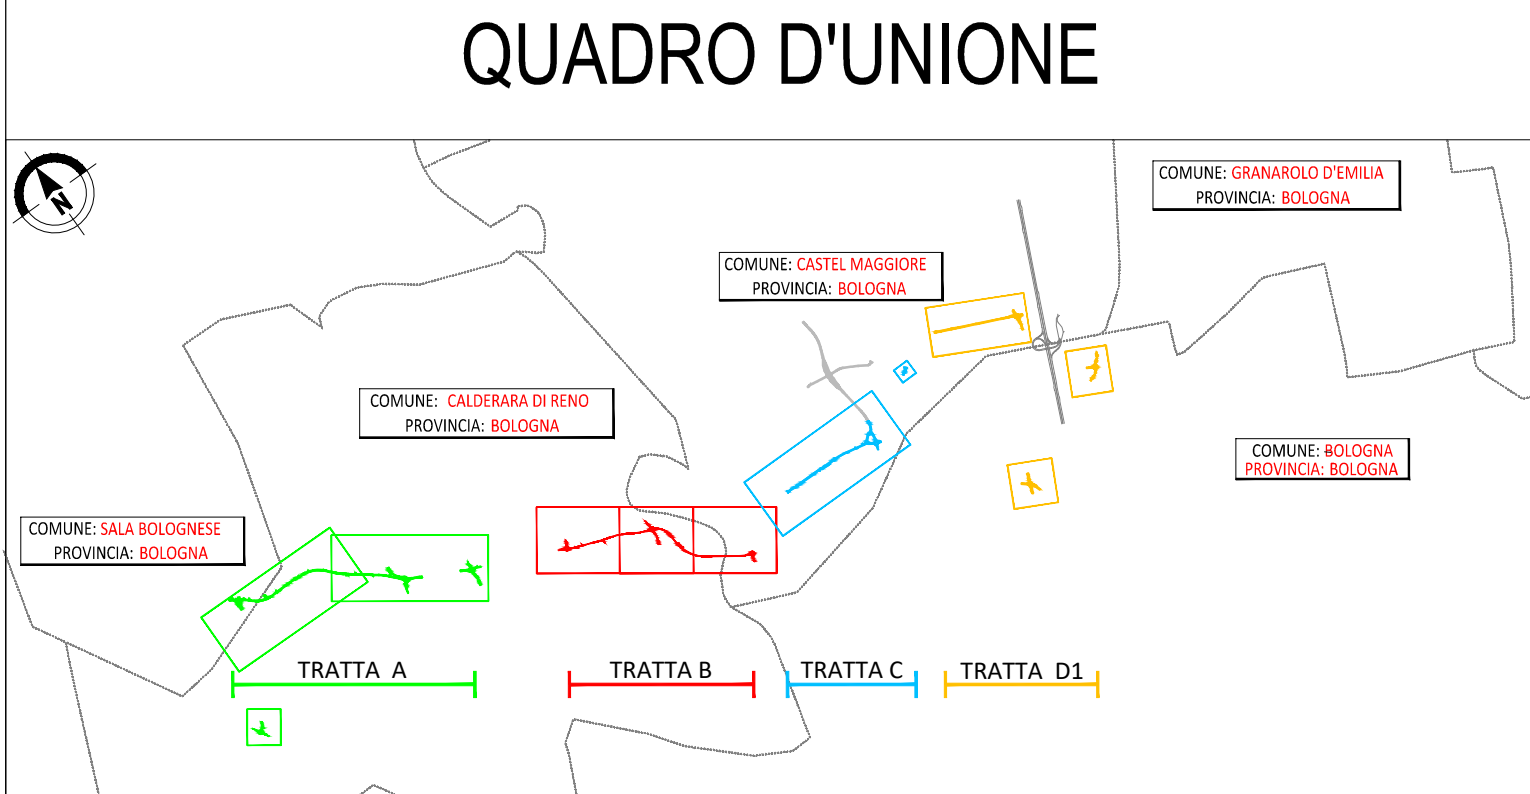 QUADRO D'UNIONE
N
COMUNE: GRANAROLO D'EMILIA
PROVINCIA: BOLOGNA
COMUNE: CASTEL MAGGIORE
PROVINCIA: BOLOGNA
COMUNE: CALDERARA DI RENO
PROVINCIA: BOLOGNA
COMUNE: BOLOGNA
PROVINCIA: BOLOGNA
COMUNE: SALA BOLOGNESE
PROVINCIA: BOLOGNA
TRATTA A
TRATTA B
TRATTA C
TRATTA D1